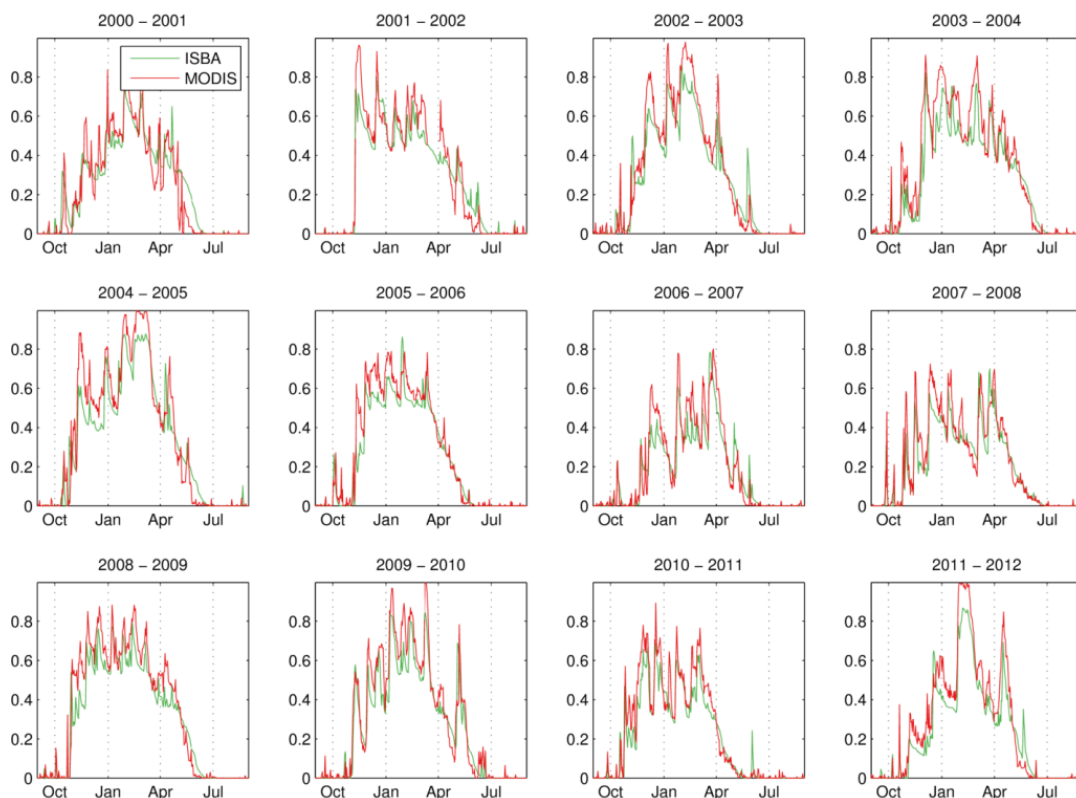 2000 − 2001 2001 − 2002 2002 − 2003 2003 − 2004
ISBA
MODIS
0.8 0.8 0.8 0.8
0.6 0.6 0.6 0.6
0.4 0.4 0.4 0.4
0.2 0.2 0.2 0.2
0 0 0 0
Oct Jan Apr Jul Oct Jan Apr Jul Oct Jan Apr Jul Oct Jan Apr Jul
2004 − 2005 2005 − 2006 2006 − 2007 2007 − 2008
0.8 0.8 0.8 0.8
0.6 0.6 0.6 0.6
0.4 0.4 0.4 0.4
0.2 0.2 0.2 0.2
0 0 0 0
Oct Jan Apr Jul Oct Jan Apr Jul Oct Jan Apr Jul Oct Jan Apr Jul
2008 − 2009 2009 − 2010 2010 − 2011 2011 − 2012
0.8 0.8 0.8 0.8
0.6 0.6 0.6 0.6
0.4 0.4 0.4 0.4
0.2 0.2 0.2 0.2
0 0 0 0
Oct Jan Apr Jul Oct Jan Apr Jul Oct Jan Apr Jul Oct Jan Apr Jul